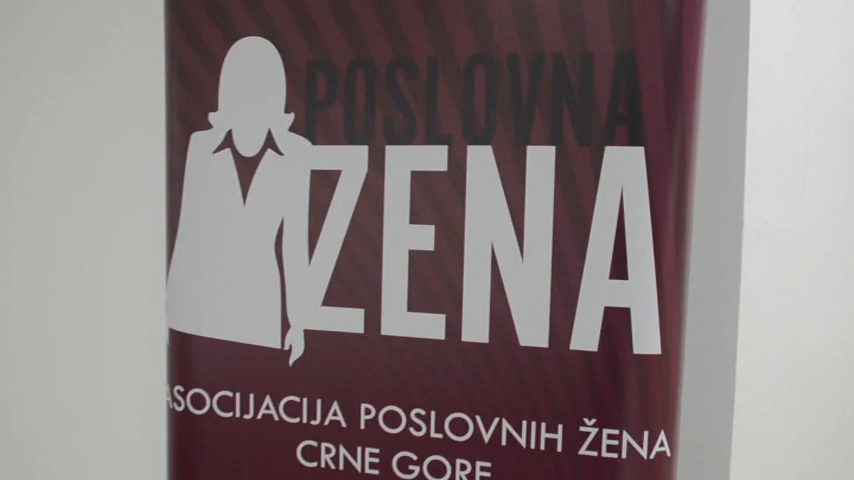 POSLOVNA
ZENA
ASOCIJACIJA POSLOVNIH ŽENA
CRNE GORE